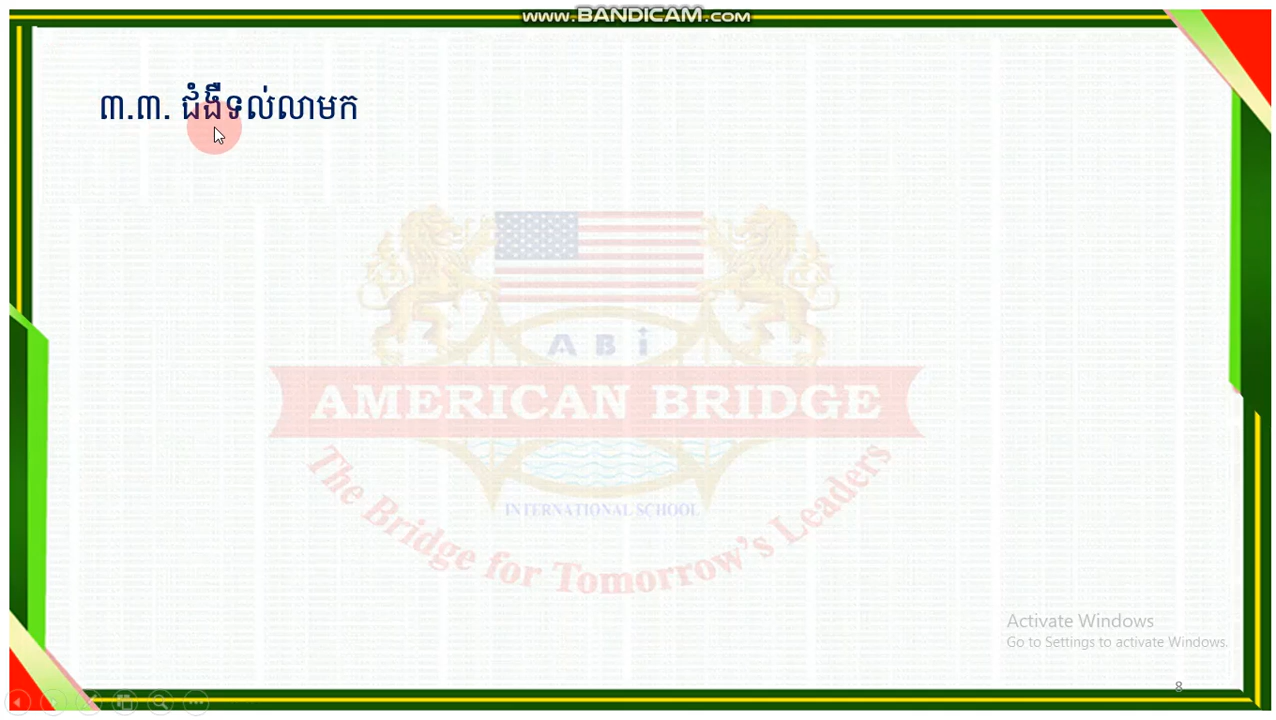 www.BANDICAM.com
៣.៣. ជំងឺទល់លាមក
ABi
AMERICAN BRIDGE
INTERNATIONAL SCHOOL
The Bridge for Tomorrow's Leaders
Activate Windows
Go to Settings to activate Windows.
8